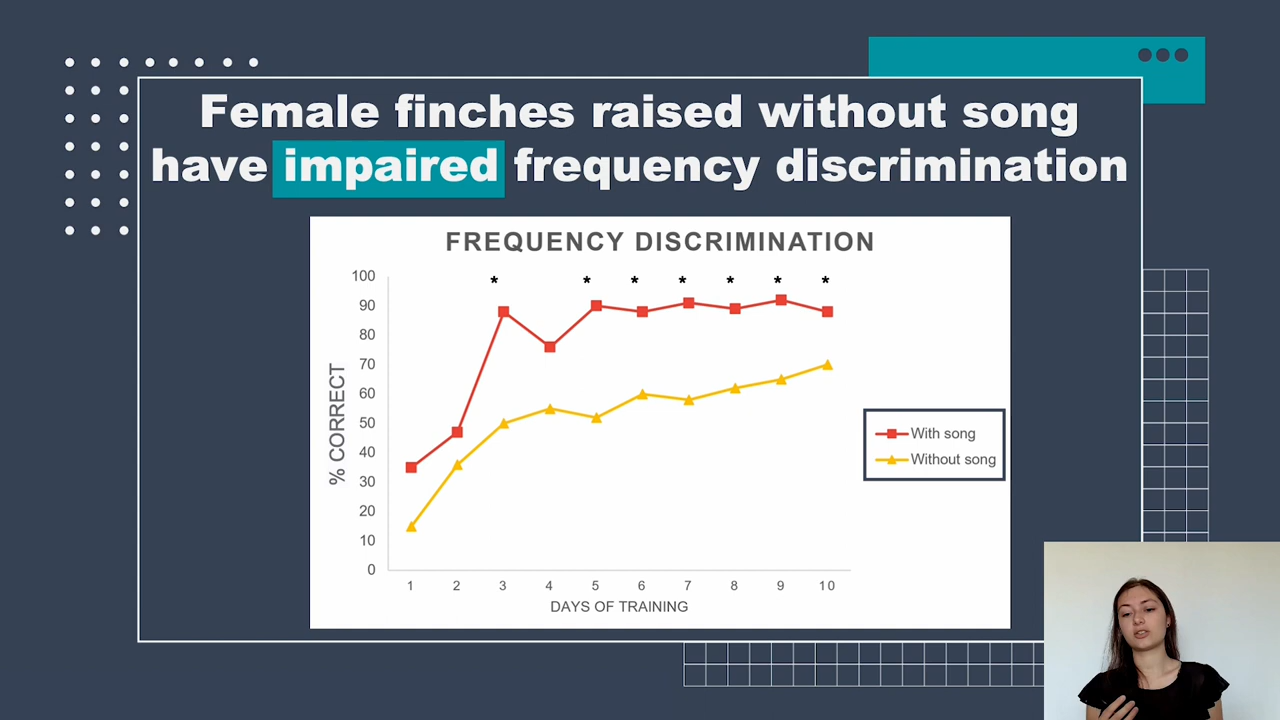 Female finches raised without song
have impaired frequency discrimination
FREQUENCY DISCRIMINATION
* * * * * * *
100
90
80
70
60
50
40
30
20
10
0
% CORRECT
1 2 3 4 5 6 7 8 9 10
DAYS OF TRAINING
With song
Without song